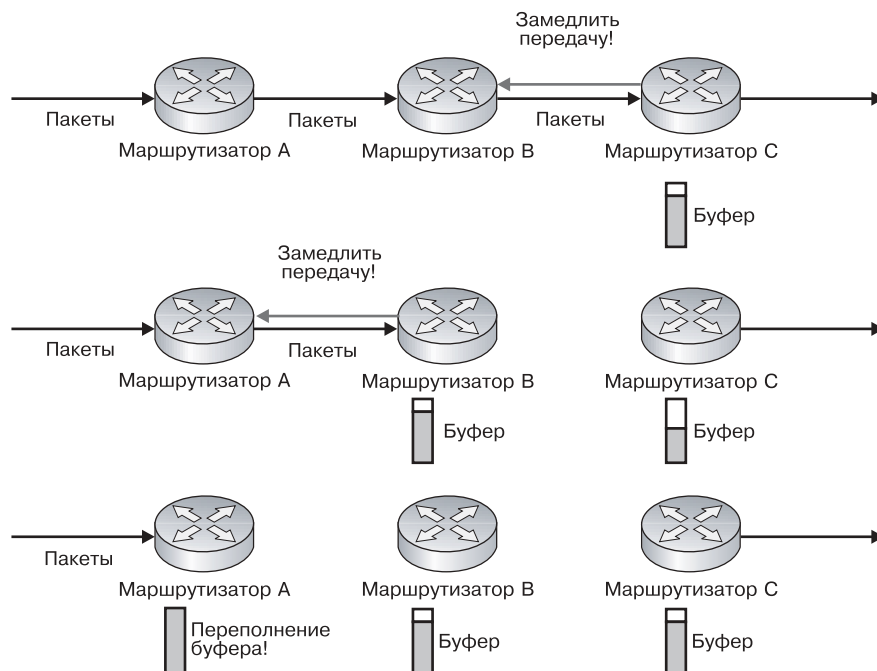 Замедлить
передачу!
Пакеты
Пакеты
Пакеты
Маршрутизатор A
Маршрутизатор B
Маршрутизатор C
Буфер
Замедлить
передачу!
Пакеты
Пакеты
Маршрутизатор A
Маршрутизатор B
Маршрутизатор C
Буфер
Буфер
Пакеты
Маршрутизатор A
Маршрутизатор B
Маршрутизатор C
Переполнение
буфера!
Буфер
Буфер